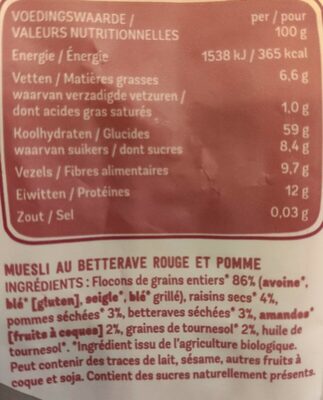 VOEDINGSWAARDE / per / pour
VALEURS NUTRITIONNELLES 100 g
Energie / Énergie 1538 kJ / 365 kcal
Vetten / Matières grasses 6,6 g
waarvan verzadigde vetzuren /
dont acides gras saturés 1,0 g
Koolhydraten / Glucides 59 g
waarvan suikers / dont sucres 8,4 g
Vezels / Fibres alimentaires 9,7 g
Eiwitten / Protéines 12 g
Zout / Sel 0,03 g
MUESLI AU BETTERAVE ROUGE ET POMME
INGRÉDIENTS : Flocons de grains entiers* 86% (avoine*,
blé* [gluten], seigle*, blé* grillé), raisins secs* 4%,
pommes séchées* 3%, betteraves séchées* 3%, amandes*
[fruits à coques] 2%, graines de tournesol* 2%, huile de
tournesol*. *Ingrédient issu de l'agriculture biologique.
Peut contenir des traces de lait, sésame, autres fruits à
coque et soja. Contient des sucres naturellement présents.